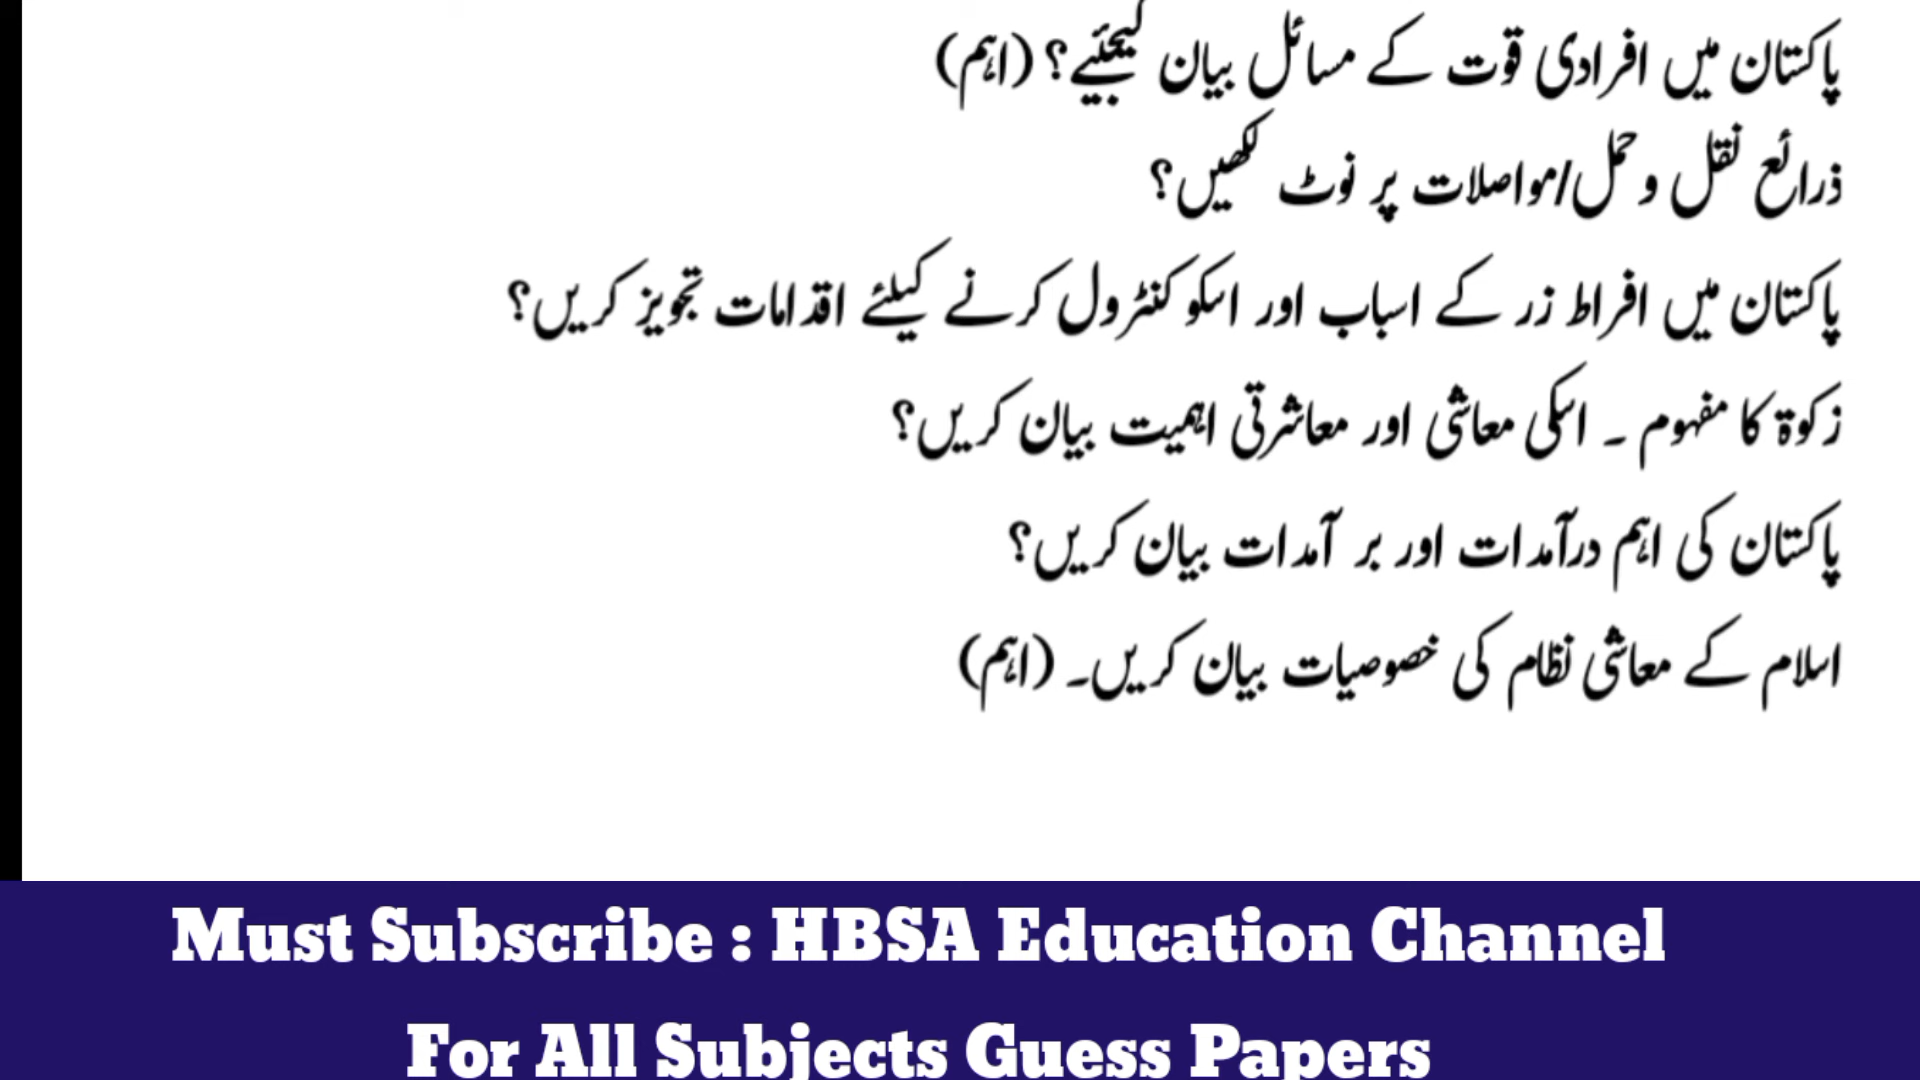 پاکستان میں افرادی قوت کے مسائل بیان کیجئیے؟ (اہم)
ذرائع نقل و حمل/مواصلات پر نوٹ لکھیں؟
پاکستان میں افراط زر کے اسباب اور اسکو کنٹرول کرنے کیلئے اقدامات تجویز کریں؟
زکوۃ کا مفہوم ۔ اسکی معاشی اور معاشرتی اہمیت بیان کریں؟
پاکستان کی اہم درآمدات اور بر آمدات بیان کریں؟
اسلام کے معاشی نظام کی خصوصیات بیان کریں۔ (اہم)
Must Subscribe : HBSA Education Channel
For All Subjects Guess Papers